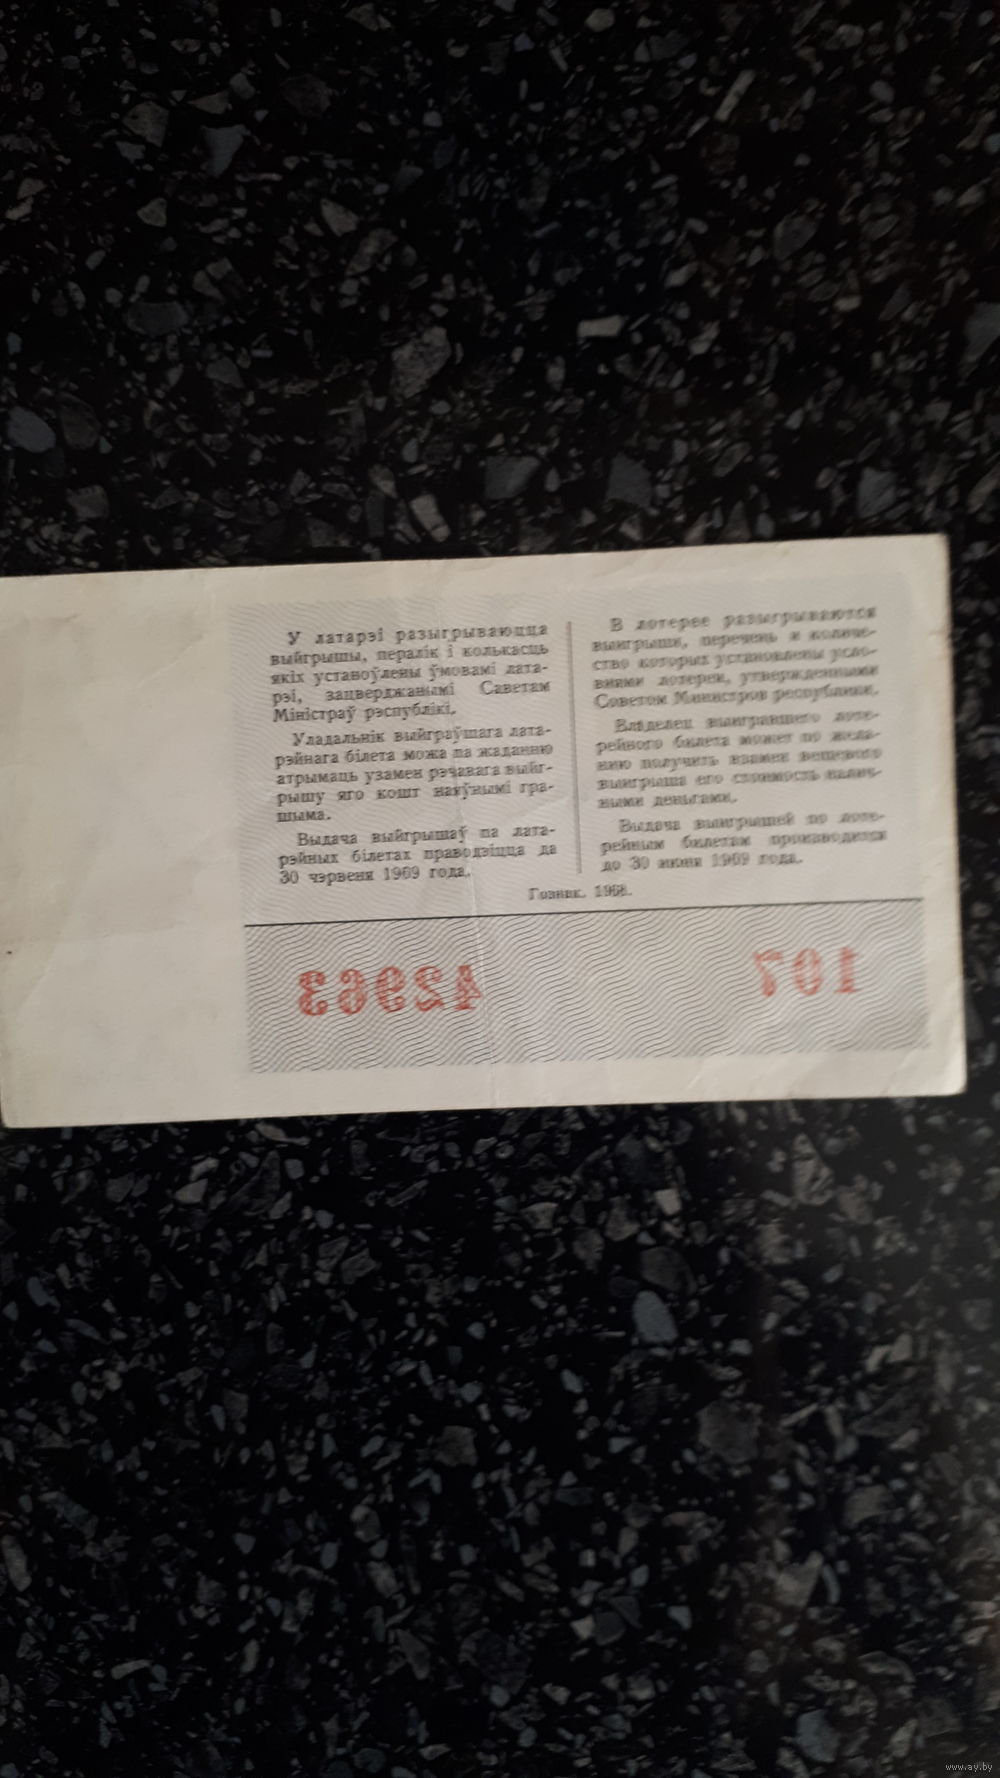 У латарэі разыгрываюцца
выйгрышы, пералік і колькасць
якіх устаноўлены ўмовамі лата-
рэі, зацверджанымі Саветам
Міністраў рэспублікі.
Уладальнік выйграўшага лата-
рэйнага білета можа па жаданню
атрымаць узамен рэчавага выйг-
рышу яго кошт наяўнымі гра-
шыма.
Выдача выйгрышаў па лата-
рэйных білетах праводзіцца да
30 чэрвеня 1969 года.
В лотерее разыгрываются
выигрыши, перечень и количе-
ство которых установлены усло-
виями лотереи, утвержденными
Советом Министров республики.
Владелец выигравшего лоте-
рейного билета может по жела-
нию получить взамен вещевого
выигрыша его стоимость налич-
ными деньгами.
Выдача выигрышей по лоте-
рейным билетам производится
до 30 июня 1969 года.
Гознак. 1968.
42963 107
www.ay.by